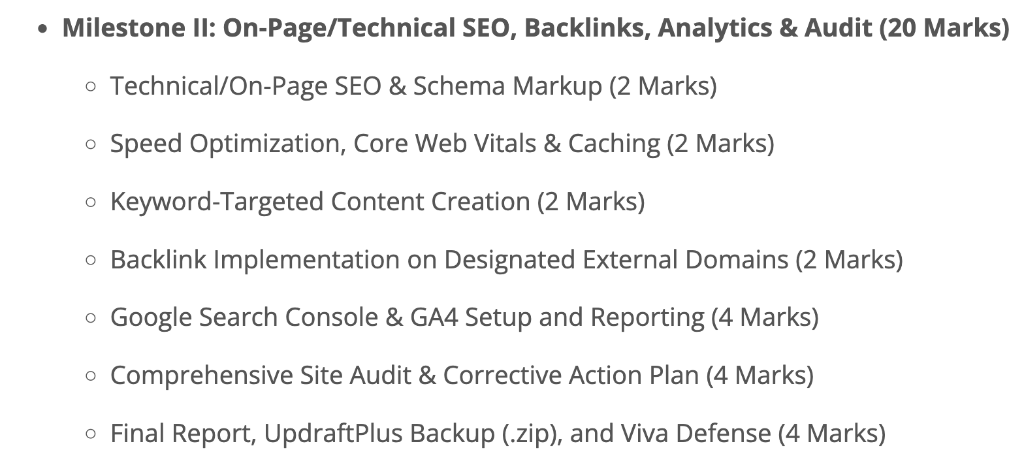 • Milestone II: On-Page/Technical SEO, Backlinks, Analytics & Audit (20 Marks)
○ Technical/On-Page SEO & Schema Markup (2 Marks)
○ Speed Optimization, Core Web Vitals & Caching (2 Marks)
○ Keyword-Targeted Content Creation (2 Marks)
○ Backlink Implementation on Designated External Domains (2 Marks)
○ Google Search Console & GA4 Setup and Reporting (4 Marks)
○ Comprehensive Site Audit & Corrective Action Plan (4 Marks)
○ Final Report, UpdraftPlus Backup (.zip), and Viva Defense (4 Marks)